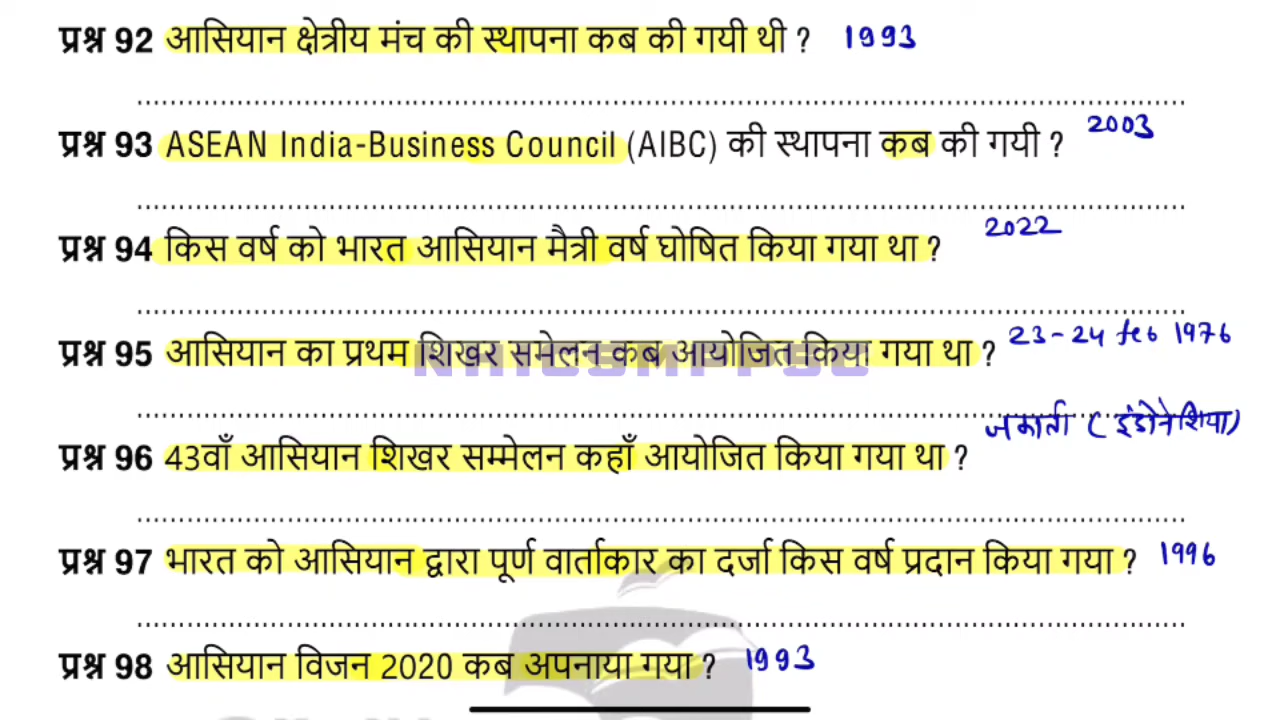 प्रश्न 92 आसियान क्षेत्रीय मंच की स्थापना कब की गयी थी ? 1993
प्रश्न 93 ASEAN India-Business Council (AIBC) की स्थापना कब की गयी ? 2003
प्रश्न 94 किस वर्ष को भारत आसियान मैत्री वर्ष घोषित किया गया था ? 2022
प्रश्न 95 आसियान का प्रथम शिखर समेलन कब आयोजित किया गया था ? 23-24 feb 1976
NAICSMPPSC
जकार्ता ( इंडोनेशिया)
प्रश्न 96 43वाँ आसियान शिखर सम्मेलन कहाँ आयोजित किया गया था ?
प्रश्न 97 भारत को आसियान द्वारा पूर्ण वार्ताकार का दर्जा किस वर्ष प्रदान किया गया ? 1996
प्रश्न 98 आसियान विजन 2020 कब अपनाया गया ? 1993